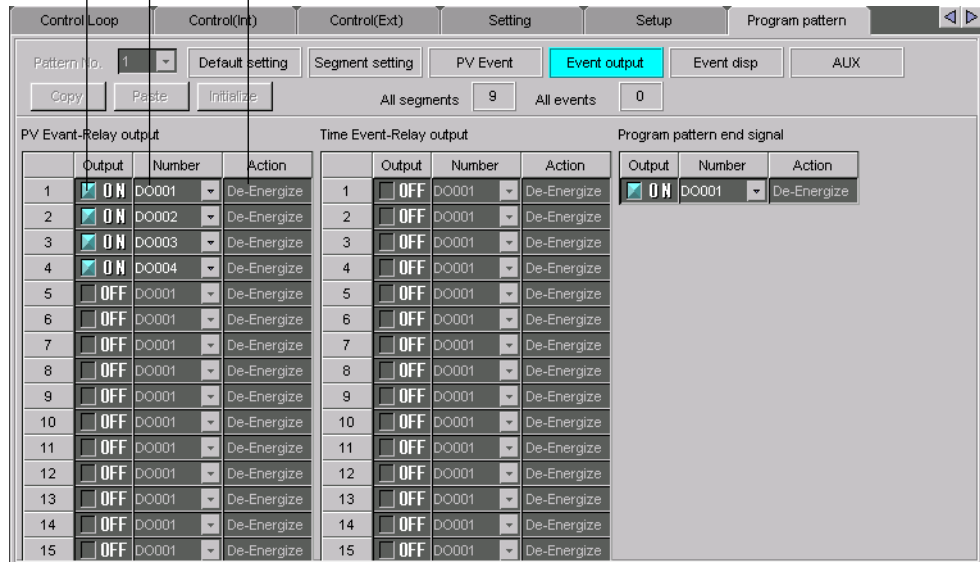 Control Loop Control(Int) Control(Ext) Setting Setup Program pattern
Pattern No. 1 Default setting Segment setting PV Event Event output Event disp AUX
Copy Paste Initialize All segments 9 All events 0
PV Evant-Relay output Time Event-Relay output Program pattern end signal
Output Number Action Output Number Action Output Number Action
1 ON DO001 De-Energize 1 OFF DO001 De-Energize ON DO001 De-Energize
2 ON DO002 De-Energize 2 OFF DO001 De-Energize
3 ON DO003 De-Energize 3 OFF DO001 De-Energize
4 ON DO004 De-Energize 4 OFF DO001 De-Energize
5 OFF DO001 De-Energize 5 OFF DO001 De-Energize
6 OFF DO001 De-Energize 6 OFF DO001 De-Energize
7 OFF DO001 De-Energize 7 OFF DO001 De-Energize
8 OFF DO001 De-Energize 8 OFF DO001 De-Energize
9 OFF DO001 De-Energize 9 OFF DO001 De-Energize
10 OFF DO001 De-Energize 10 OFF DO001 De-Energize
11 OFF DO001 De-Energize 11 OFF DO001 De-Energize
12 OFF DO001 De-Energize 12 OFF DO001 De-Energize
13 OFF DO001 De-Energize 13 OFF DO001 De-Energize
14 OFF DO001 De-Energize 14 OFF DO001 De-Energize
15 OFF DO001 De-Energize 15 OFF DO001 De-Energize